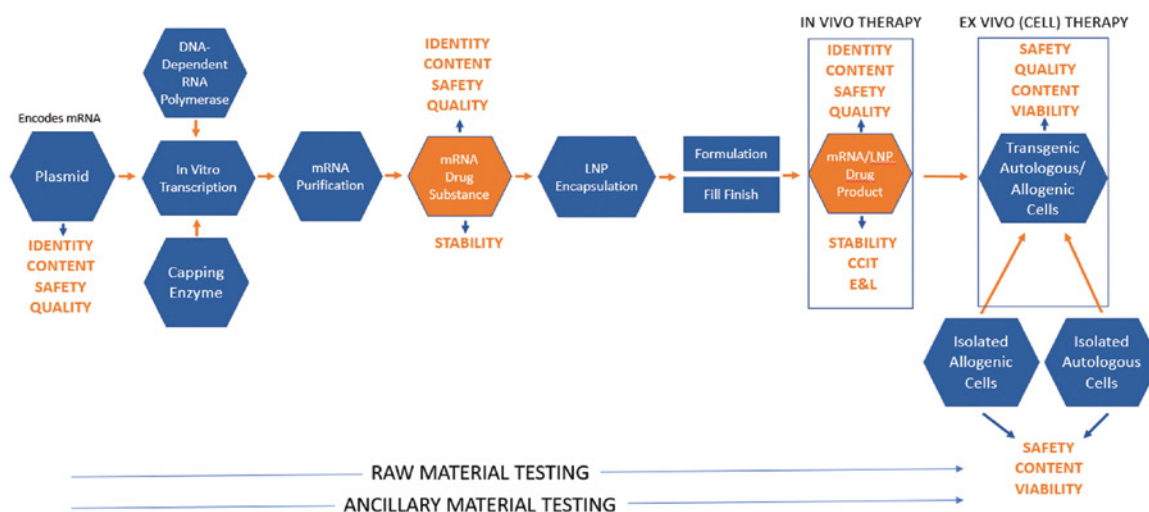 Encodes mRNA
Plasmid
IDENTITY
CONTENT
SAFETY
QUALITY
DNA-
Dependent
RNA
Polymerase
In Vitro
Transcription
Capping
Enzyme
mRNA
Purification
IDENTITY
CONTENT
SAFETY
QUALITY
mRNA
Drug
Substance
STABILITY
LNP
Encapsulation
Formulation
Fill Finish
IN VIVO THERAPY
IDENTITY
CONTENT
SAFETY
QUALITY
mRNA/LNP
Drug
Product
STABILITY
CCIT
E&L
EX VIVO (CELL) THERAPY
SAFETY
QUALITY
CONTENT
VIABILITY
Transgenic
Autologous/
Allogenic
Cells
Isolated
Allogenic
Cells
Isolated
Autologous
Cells
SAFETY
CONTENT
VIABILITY
RAW MATERIAL TESTING
ANCILLARY MATERIAL TESTING